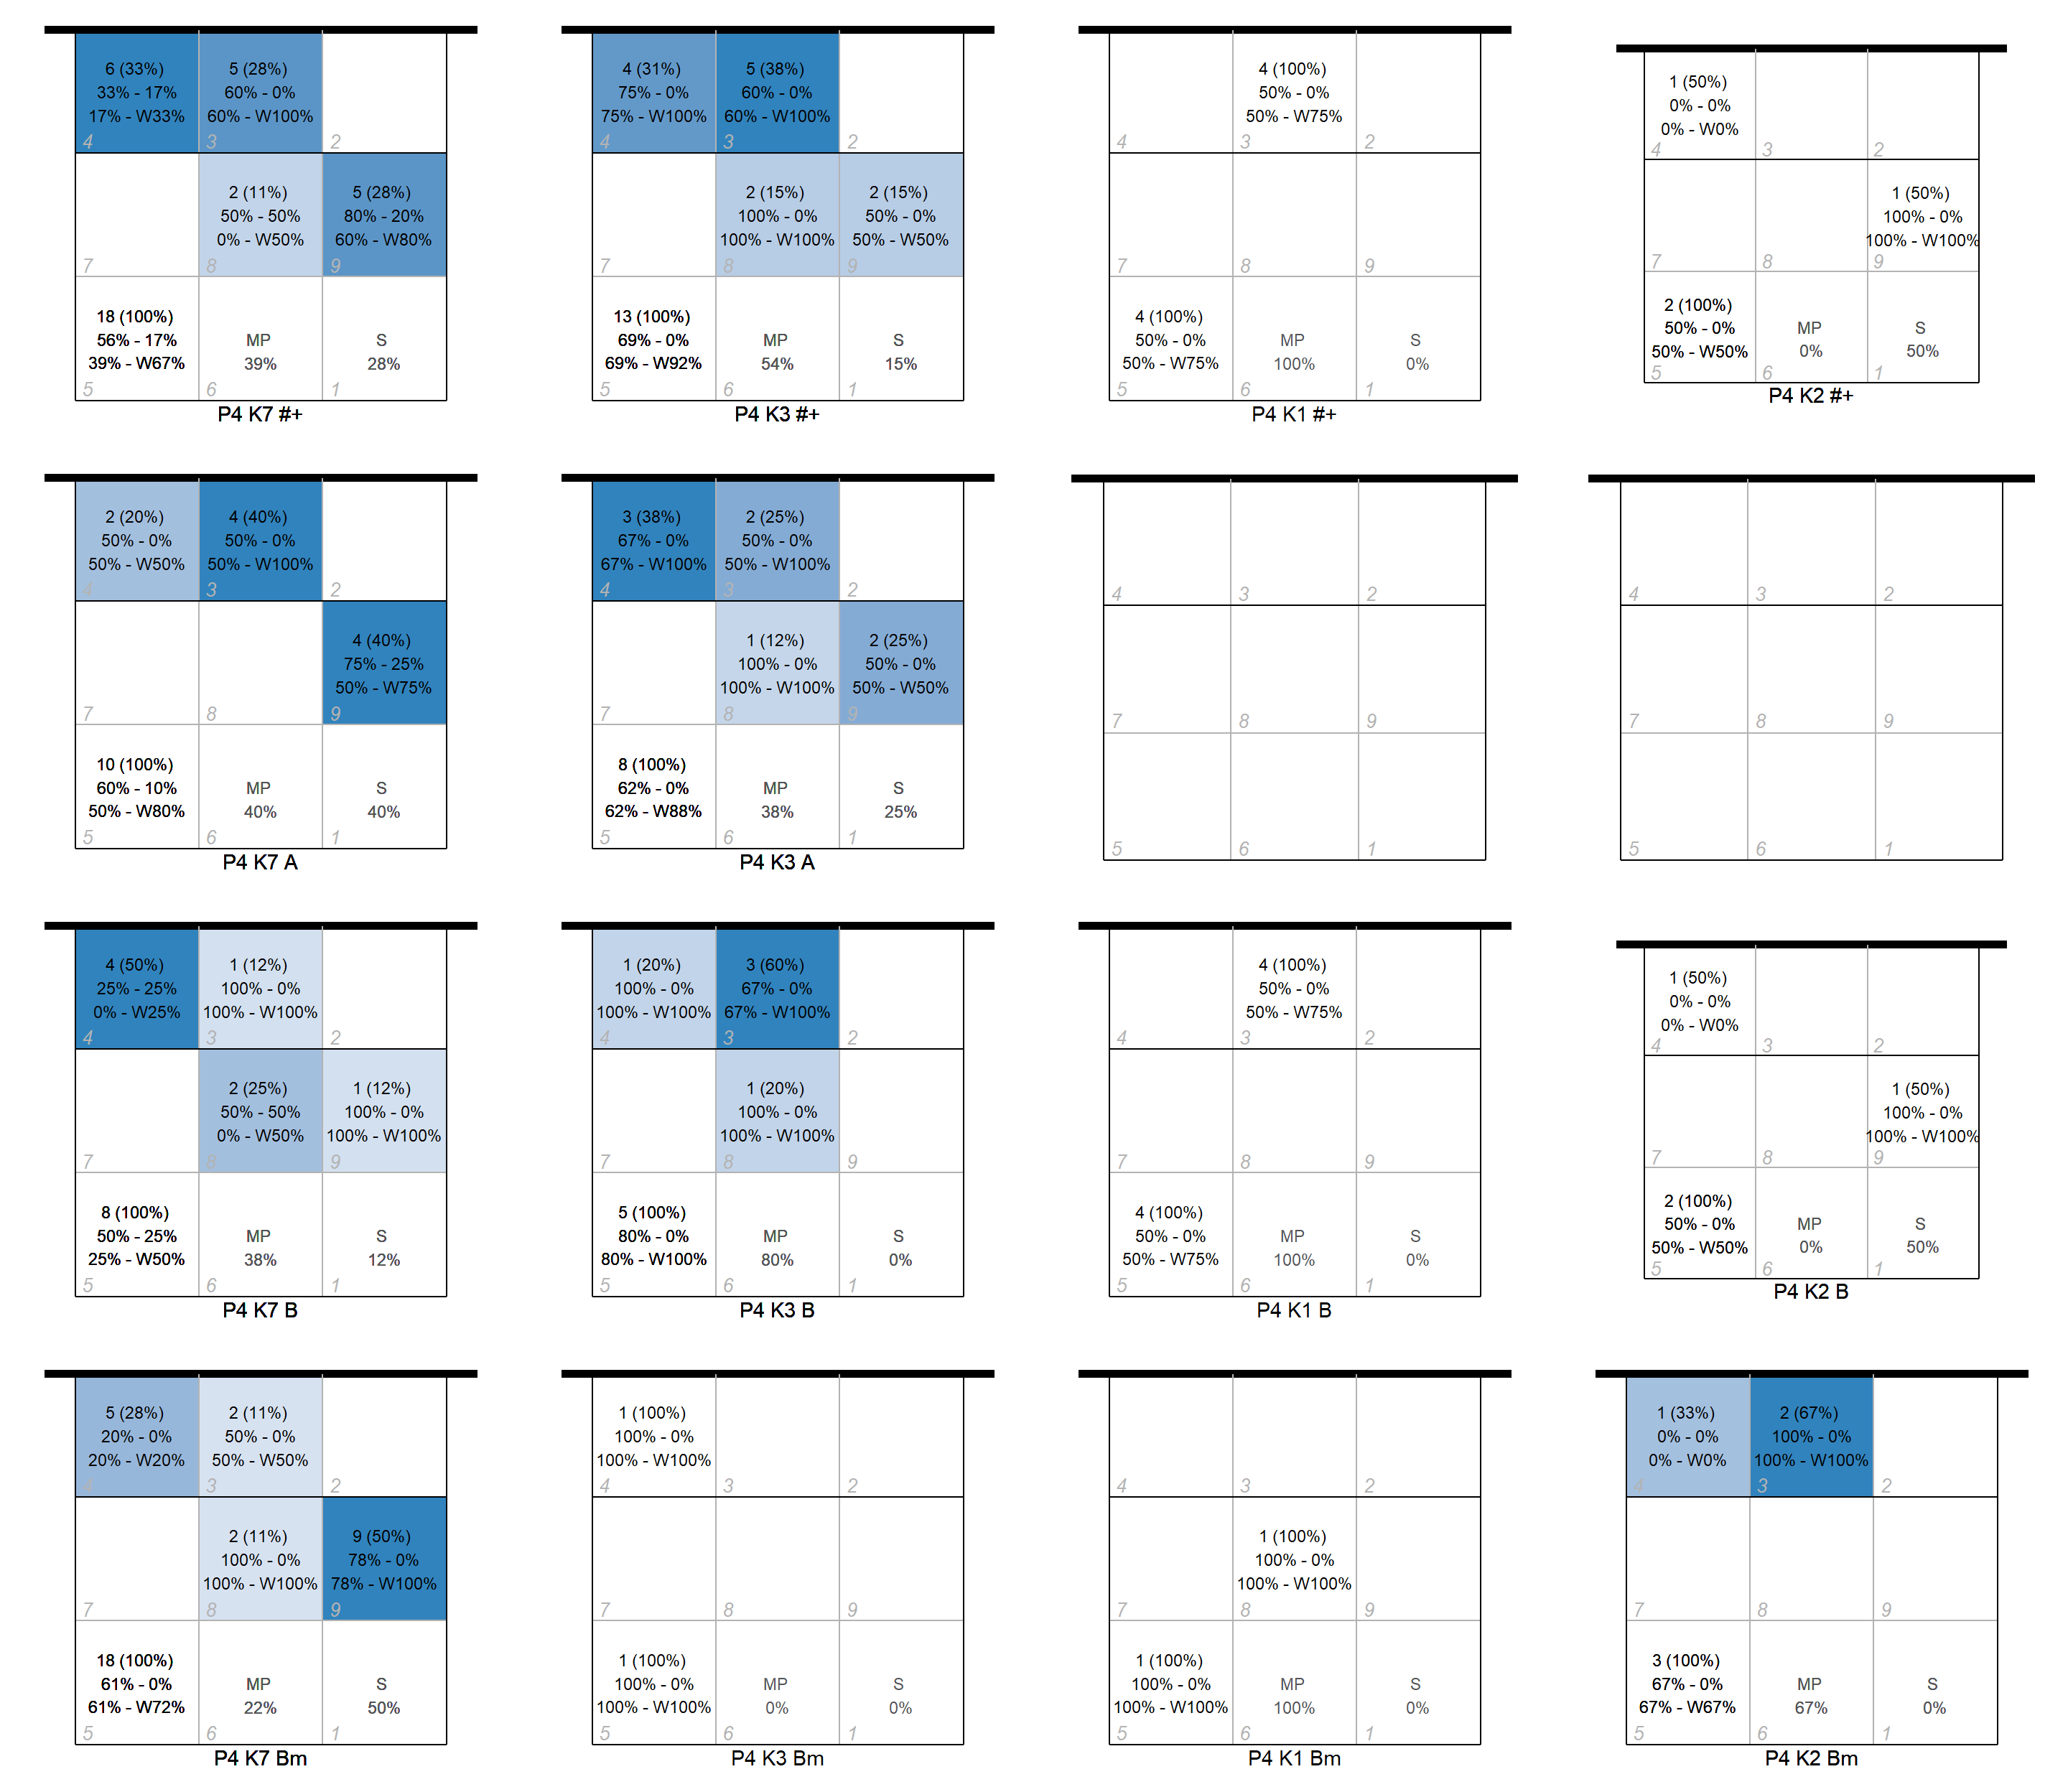 6 (33%)
33% - 17%
17% - W33%
4
5 (28%)
60% - 0%
60% - W100%
3
2
7
2 (11%)
50% - 50%
0% - W50%
8
5 (28%)
80% - 20%
60% - W80%
9
18 (100%)
56% - 17%
39% - W67%
5
MP
39%
6
S
28%
1
P4 K7 #+
4 (31%)
75% - 0%
75% - W100%
4
5 (38%)
60% - 0%
60% - W100%
3
2
7
2 (15%)
100% - 0%
100% - W100%
8
2 (15%)
50% - 0%
50% - W50%
9
13 (100%)
69% - 0%
69% - W92%
5
MP
54%
6
S
15%
1
P4 K3 #+
4
4 (100%)
50% - 0%
50% - W75%
3
2
7
8
9
4 (100%)
50% - 0%
50% - W75%
5
MP
100%
6
S
0%
1
P4 K1 #+
1 (50%)
0% - 0%
0% - W0%
4
3
2
7
8
1 (50%)
100% - 0%
100% - W100%
9
2 (100%)
50% - 0%
50% - W50%
5
MP
0%
6
S
50%
1
P4 K2 #+
2 (20%)
50% - 0%
50% - W50%
4
4 (40%)
50% - 0%
50% - W100%
3
2
7
8
4 (40%)
75% - 25%
50% - W75%
9
10 (100%)
60% - 10%
50% - W80%
5
MP
40%
6
S
40%
1
P4 K7 A
3 (38%)
67% - 0%
67% - W100%
4
2 (25%)
50% - 0%
50% - W100%
3
2
7
1 (12%)
100% - 0%
100% - W100%
8
2 (25%)
50% - 0%
50% - W50%
9
8 (100%)
62% - 0%
62% - W88%
5
MP
38%
6
S
25%
1
P4 K3 A
4
3
2
7
8
9
5
6
1
4
3
2
7
8
9
5
6
1
4 (50%)
25% - 25%
0% - W25%
4
1 (12%)
100% - 0%
100% - W100%
3
2
7
2 (25%)
50% - 50%
0% - W50%
8
1 (12%)
100% - 0%
100% - W100%
9
8 (100%)
50% - 25%
25% - W50%
5
MP
38%
6
S
12%
1
P4 K7 B
1 (20%)
100% - 0%
100% - W100%
4
3 (60%)
67% - 0%
67% - W100%
3
2
7
1 (20%)
100% - 0%
100% - W100%
8
9
5 (100%)
80% - 0%
80% - W100%
5
MP
80%
6
S
0%
1
P4 K3 B
4
4 (100%)
50% - 0%
50% - W75%
3
2
7
8
9
4 (100%)
50% - 0%
50% - W75%
5
MP
100%
6
S
0%
1
P4 K1 B
1 (50%)
0% - 0%
0% - W0%
4
3
2
7
8
1 (50%)
100% - 0%
100% - W100%
9
2 (100%)
50% - 0%
50% - W50%
5
MP
0%
6
S
50%
1
P4 K2 B
5 (28%)
20% - 0%
20% - W20%
4
2 (11%)
50% - 0%
50% - W50%
3
2
7
2 (11%)
100% - 0%
100% - W100%
8
9 (50%)
78% - 0%
78% - W100%
9
18 (100%)
61% - 0%
61% - W72%
5
MP
22%
6
S
50%
1
P4 K7 Bm
1 (100%)
100% - 0%
100% - W100%
4
3
2
7
8
9
1 (100%)
100% - 0%
100% - W100%
5
MP
0%
6
S
0%
1
P4 K3 Bm
4
3
2
7
1 (100%)
100% - 0%
100% - W100%
8
9
1 (100%)
100% - 0%
100% - W100%
5
MP
100%
6
S
0%
1
P4 K1 Bm
1 (33%)
0% - 0%
0% - W0%
4
2 (67%)
100% - 0%
100% - W100%
3
2
7
8
9
3 (100%)
67% - 0%
67% - W67%
5
MP
67%
6
S
0%
1
P4 K2 Bm